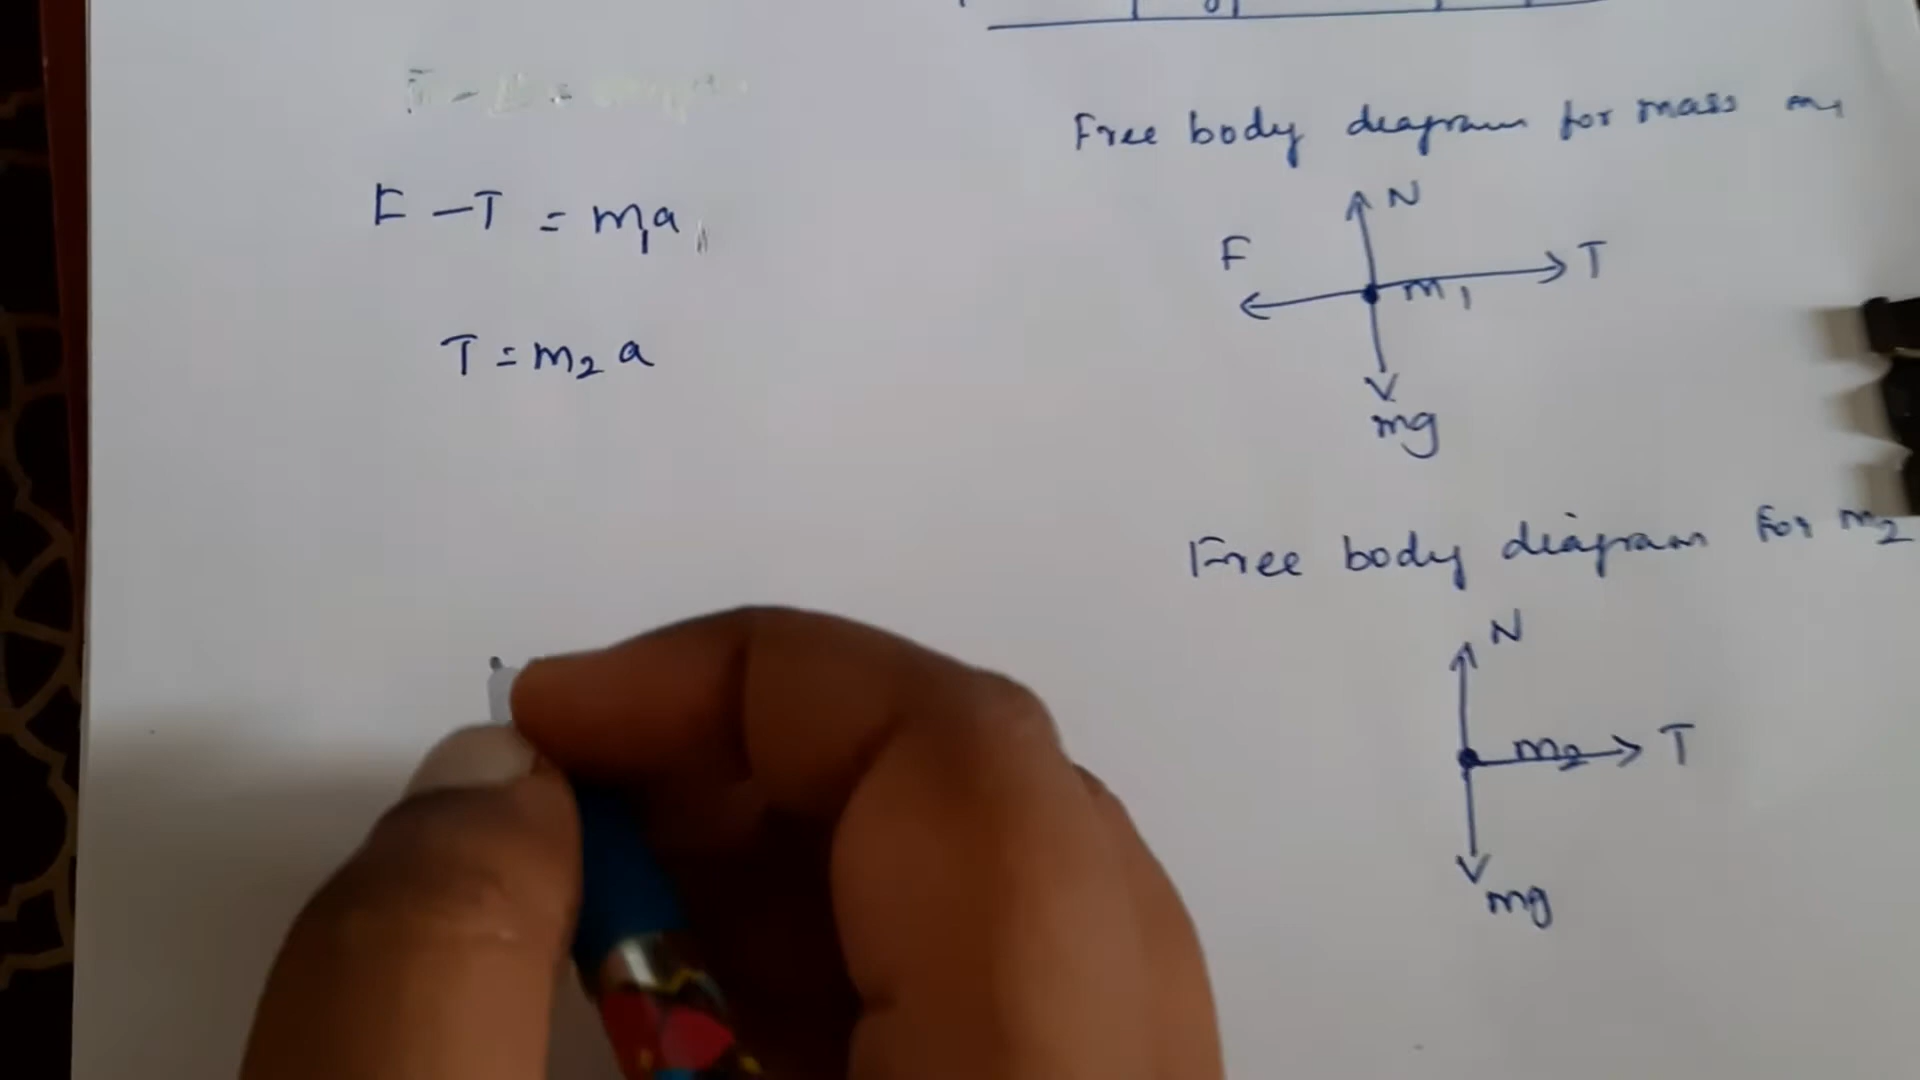 F - T = m₁a
T = m₂ a
Free body diagram for mass m₁
N
F
T
m₁
mg
Free body diagram for m₂
N
m₂
T
mg